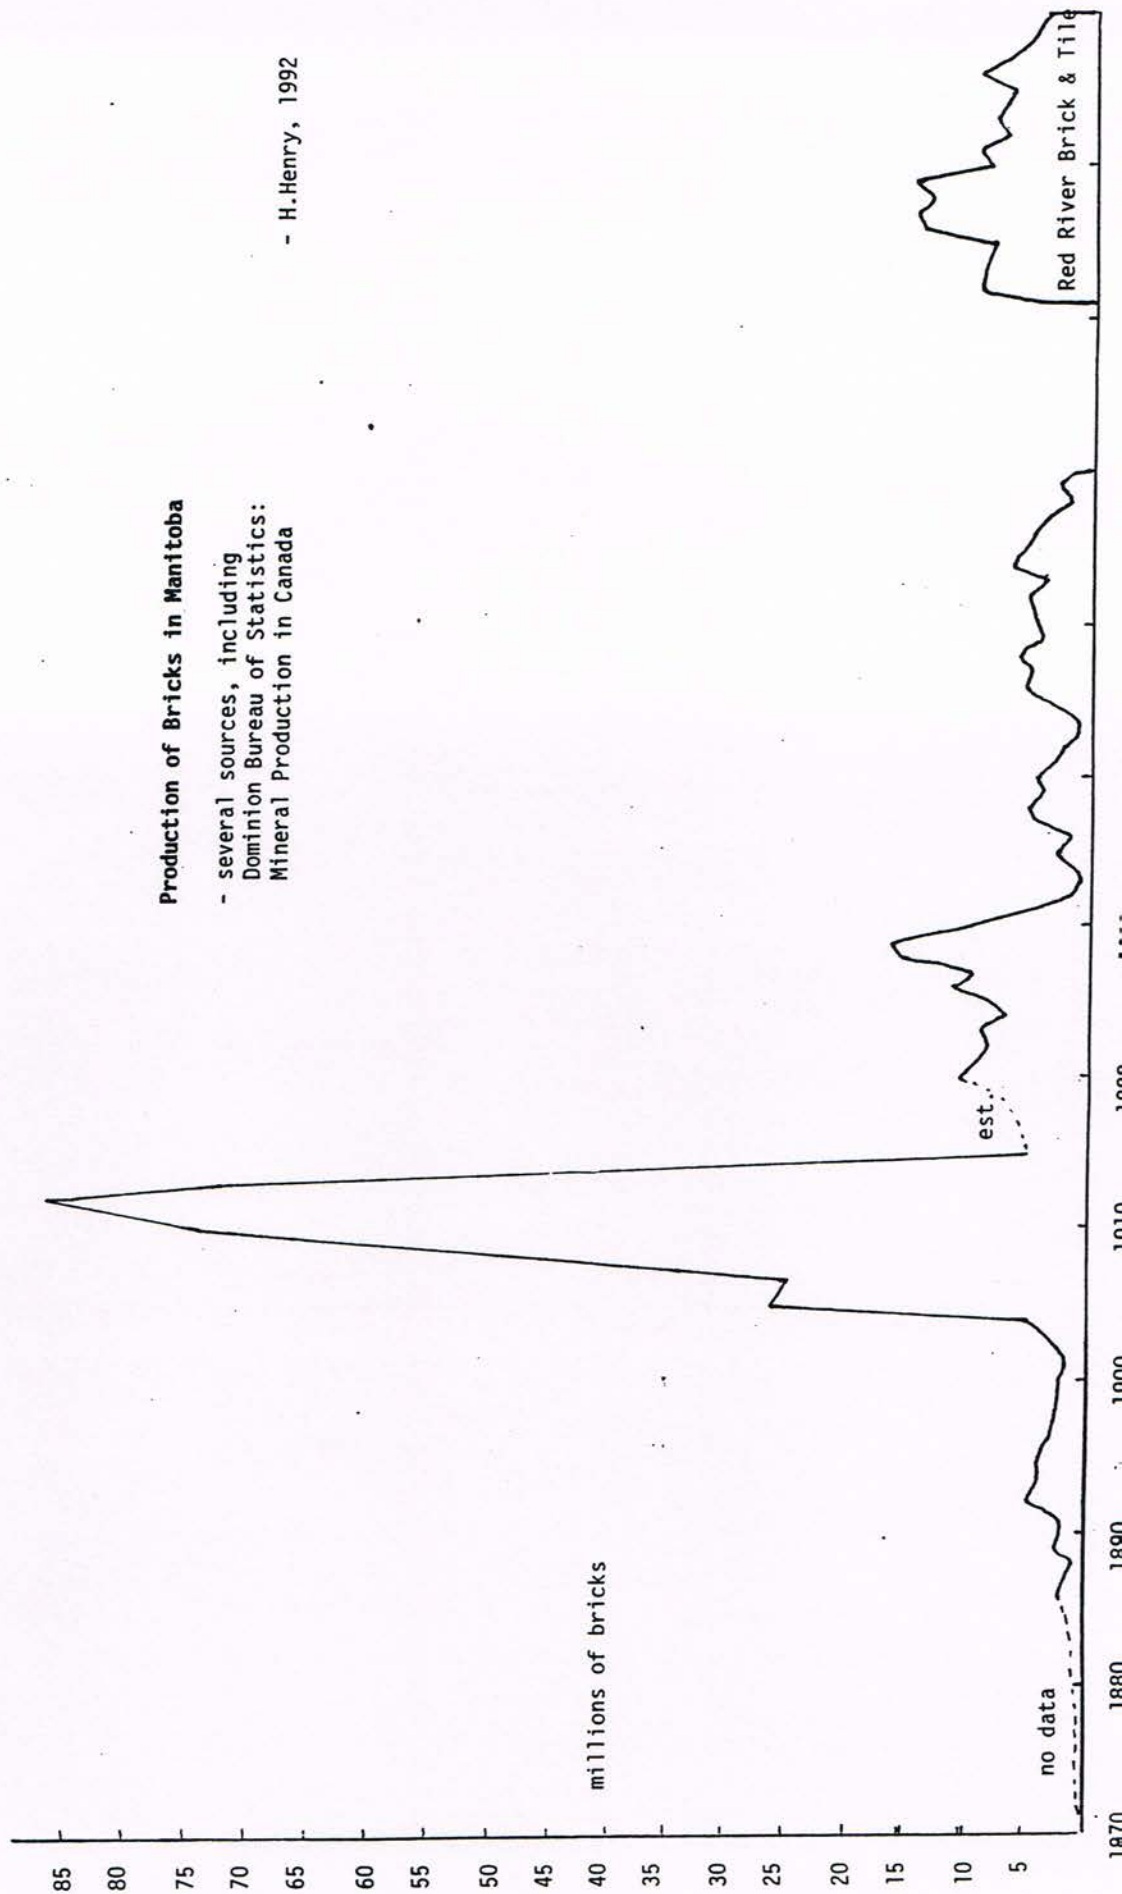 Production of Bricks in Manitoba
- several sources, including
Dominion Bureau of Statistics:
Mineral Production in Canada
- H.Henry, 1992
85
80
75
70
65
60
55
50
45
40
35
30
25
20
15
10
5
millions of bricks
no data
est.
Red River Brick & Tile
1870
1880
1890
1900
1910